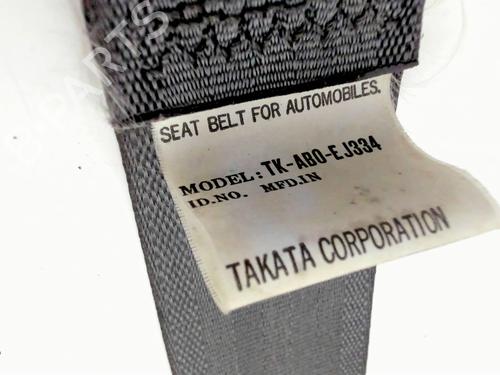 SEAT BELT FOR AUTOMOBILES.
MODEL: TK-AB0-EJ334
ID.NO. MFD.IN
TAKATA CORPORATION